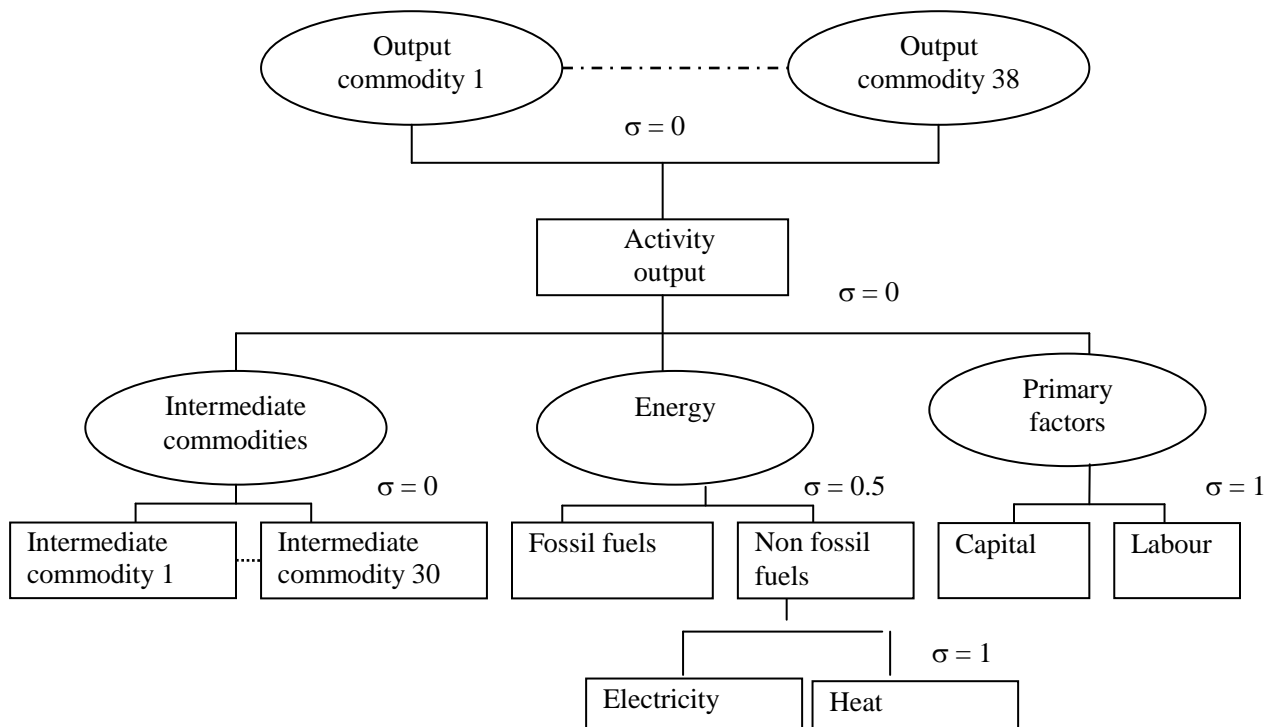 Output
commodity 1
Output
commodity 38
σ = 0
Activity
output
σ = 0
Intermediate
commodities
Energy
Primary
factors
σ = 0
σ = 0.5
σ = 1
Intermediate
commodity 1
Intermediate
commodity 30
Fossil fuels
Non fossil
fuels
Capital
Labour
σ = 1
Electricity
Heat